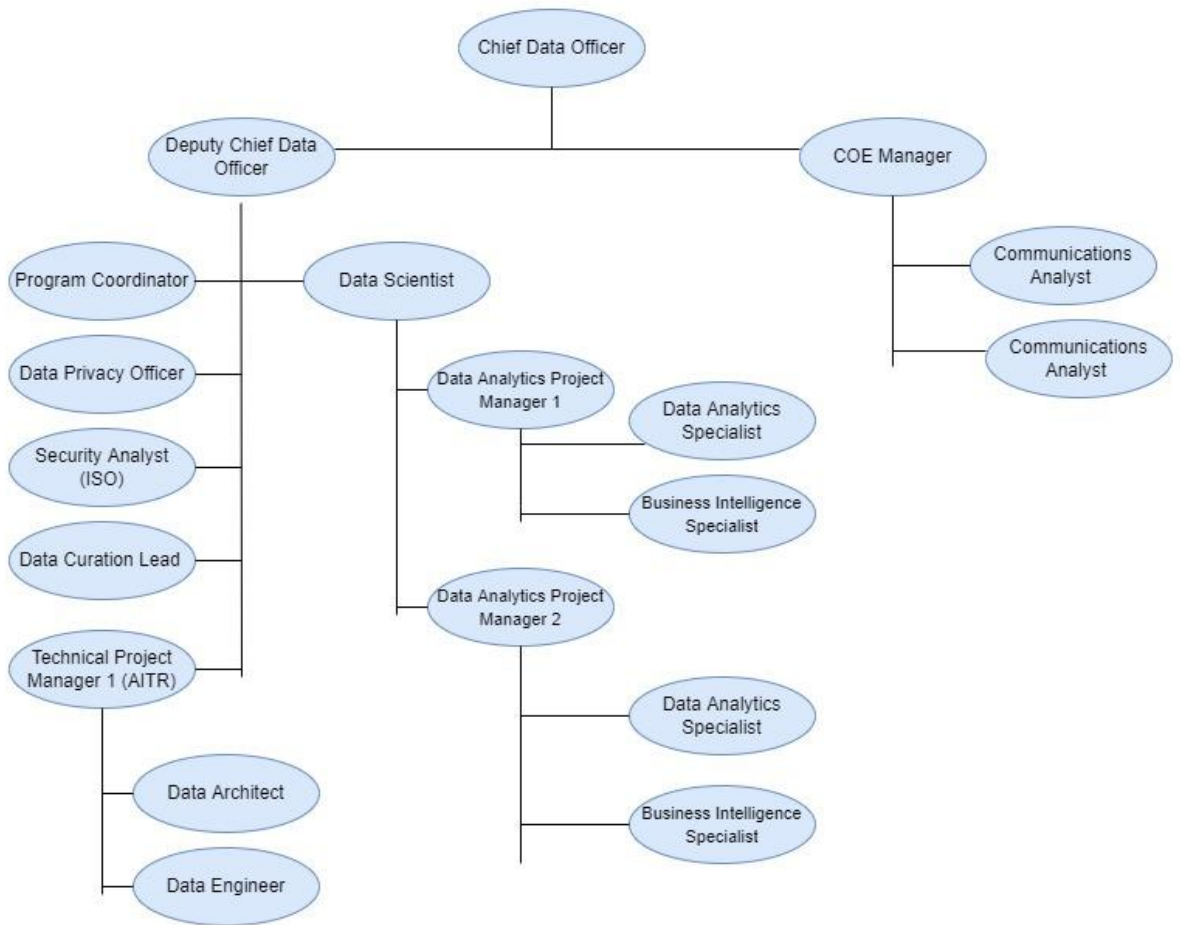 Chief Data Officer
Deputy Chief Data
Officer
COE Manager
Program Coordinator
Data Scientist
Communications
Analyst
Data Privacy Officer
Communications
Analyst
Data Analytics Project
Manager 1
Data Analytics
Specialist
Security Analyst
(ISO)
Business Intelligence
Specialist
Data Curation Lead
Data Analytics Project
Manager 2
Technical Project
Manager 1 (AITR)
Data Analytics
Specialist
Data Architect
Business Intelligence
Specialist
Data Engineer